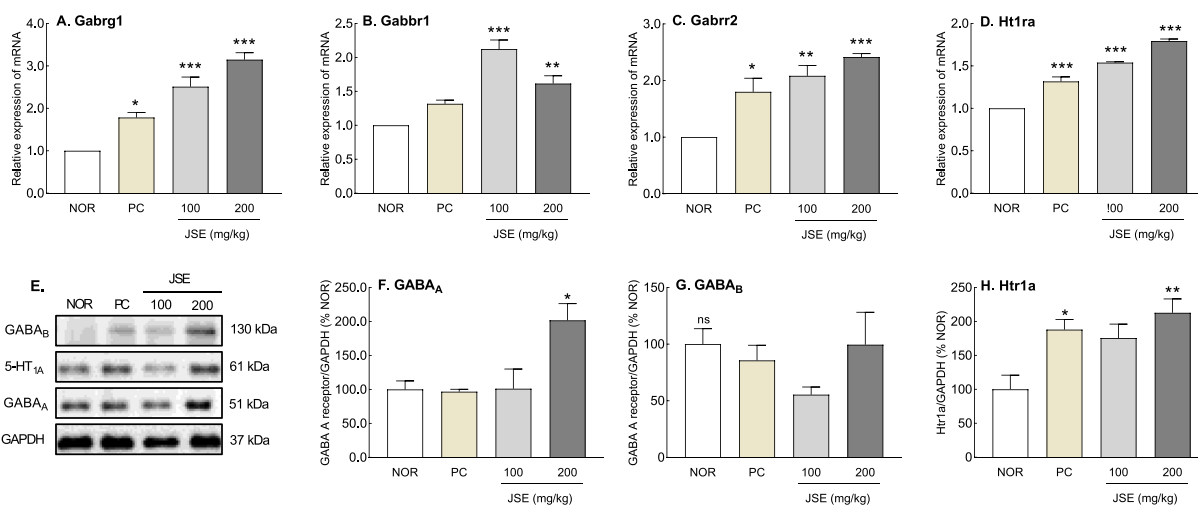 A. Gabrg1
Relative expression of mRNA
4.0
3.0
2.0
1.0
0.0
*
***
***
NOR PC 100 200
JSE (mg/kg)
B. Gabbr1
Relative expression of mRNA
2.5
2.0
1.5
1.0
0.5
0.0
***
**
NOR PC 100 200
JSE (mg/kg)
C. Gabrr2
Relative expression of mRNA
3.0
2.0
1.0
0.0
*
**
***
NOR PC 100 200
JSE (mg/kg)
D. Ht1ra
Relative expression of mRNA
2.0
1.5
1.0
0.5
0.0
***
***
***
NOR PC 100 200
JSE (mg/kg)
E.
JSE
NOR PC 100 200
GABAB 130 kDa
5-HT1A 61 kDa
GABAA 51 kDa
GAPDH 37 kDa
F. GABAA
GABA A receptor/GAPDH (% NOR)
250.0
200.0
150.0
100.0
50.0
0.0
*
NOR PC 100 200
JSE (mg/kg)
G. GABAB
GABA A receptor/GAPDH (% NOR)
150
100
50
0
ns
NOR PC 100 200
JSE (mg/kg)
H. Htr1a
Htr1a/GAPDH (% NOR)
250.0
200.0
150.0
100.0
50.0
0.0
*
**
NOR PC 100 200
JSE (mg/kg)